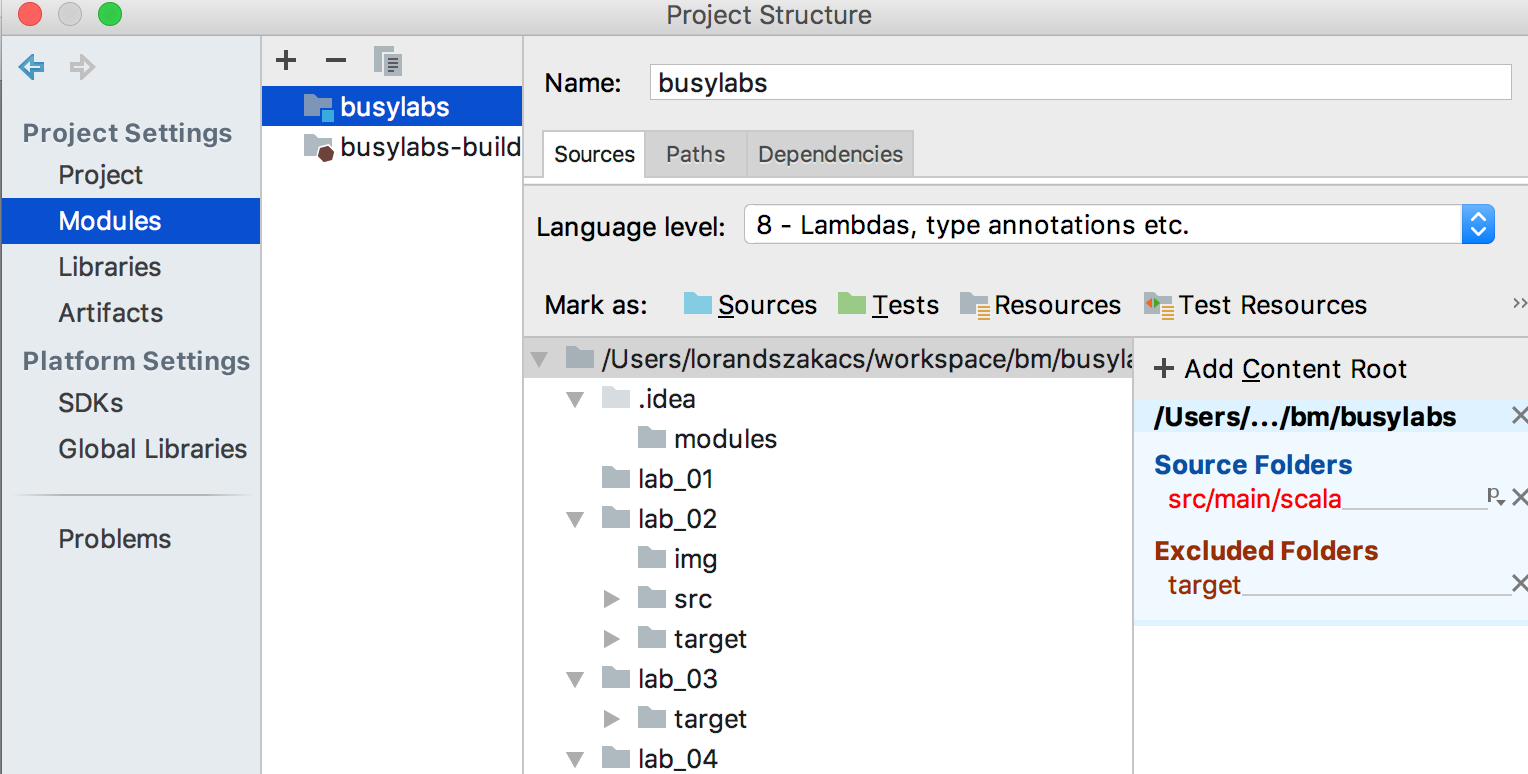 Project Structure
Project Settings
Project
Modules
Libraries
Artifacts
Platform Settings
SDKs
Global Libraries
Problems
busylabs
busylabs-build
Name: busylabs
Sources Paths Dependencies
Language level: 8 - Lambdas, type annotations etc.
Mark as: Sources Tests Resources Test Resources »
/Users/lorandszakacs/workspace/bm/busyla
.idea
modules
lab_01
lab_02
img
src
target
lab_03
target
lab_04
+ Add Content Root
/Users/.../bm/busylabs
Source Folders
src/main/scala
Excluded Folders
target